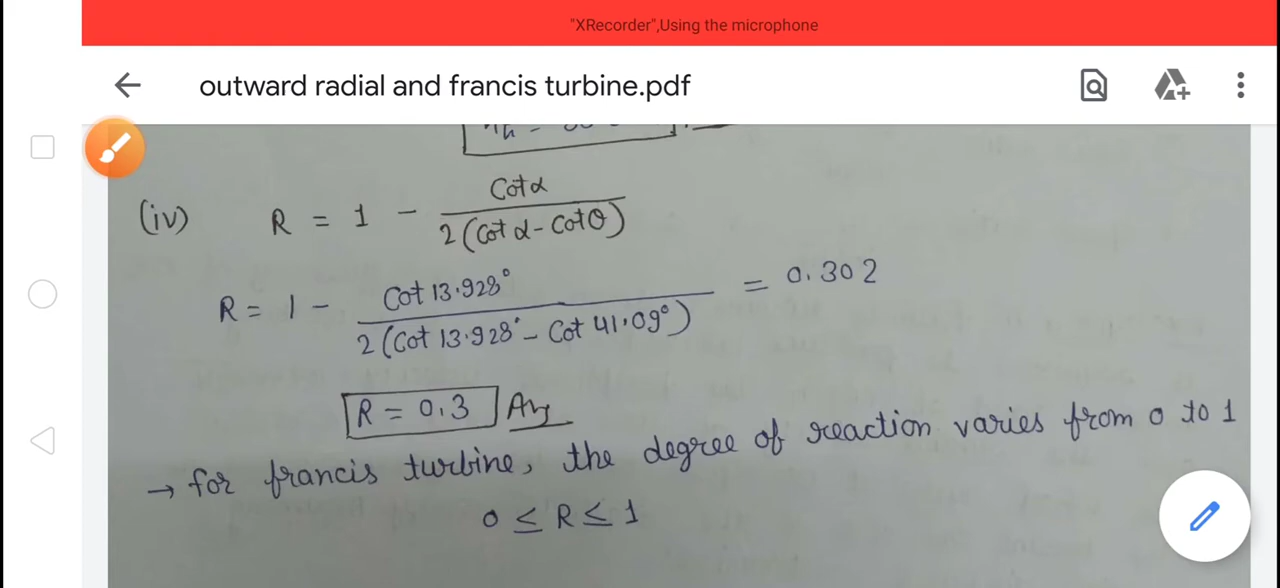 "XRecorder",Using the microphone
outward radial and francis turbine.pdf
(iv) R = 1 - Cotα / 2(Cotα - Cotθ)
R = 1 - Cot 13.928° / 2(Cot 13.928° - Cot 41.09°) = 0.302
R = 0.3 Ans
→ for francis turbine, the degree of reaction varies from 0 to 1
0 ≤ R ≤ 1